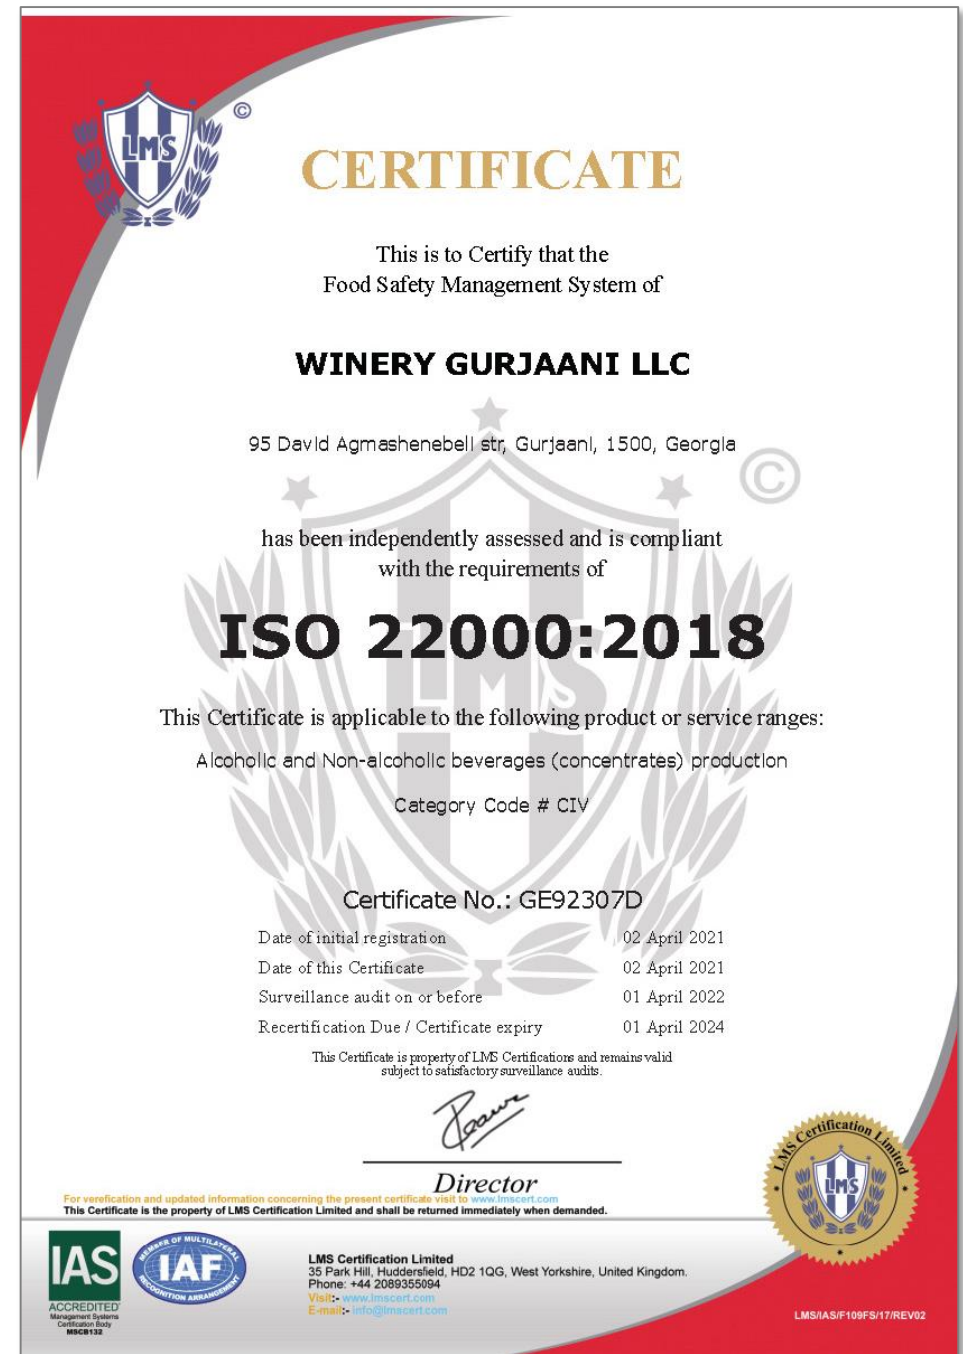 LMS
©
CERTIFICATE
This is to Certify that the
Food Safety Management System of
WINERY GURJAANI LLC
95 David Agmashenebeli str, Gurjaani, 1500, Georgia
©
has been independently assessed and is compliant
with the requirements of
ISO 22000:2018
LMS
This Certificate is applicable to the following product or service ranges:
Alcoholic and Non-alcoholic beverages (concentrates) production
Category Code # CIV
Certificate No.: GE92307D
Date of initial registration 02 April 2021
Date of this Certificate 02 April 2021
Surveillance audit on or before 01 April 2022
Recertification Due / Certificate expiry 01 April 2024
This Certificate is property of LMS Certifications and remains valid
subject to satisfactory surveillance audits.
Director
For verefication and updated information concerning the present certificate visit to www.lmscert.com
This Certificate is the property of LMS Certification Limited and shall be returned immediately when demanded.
LMS Certification Limited
LMS
IAS
ACCREDITED
Management Systems
Certification Body
MSCB132
MEMBER OF MULTILATERAL
IAF
RECOGNITION ARRANGEMENT
LMS Certification Limited
35 Park Hill, Huddersfield, HD2 1QG, West Yorkshire, United Kingdom.
Phone: +44 2089355094
Visit:- www.lmscert.com
E-mail:- info@lmscert.com
LMS/IAS/F109FS/17/REV02